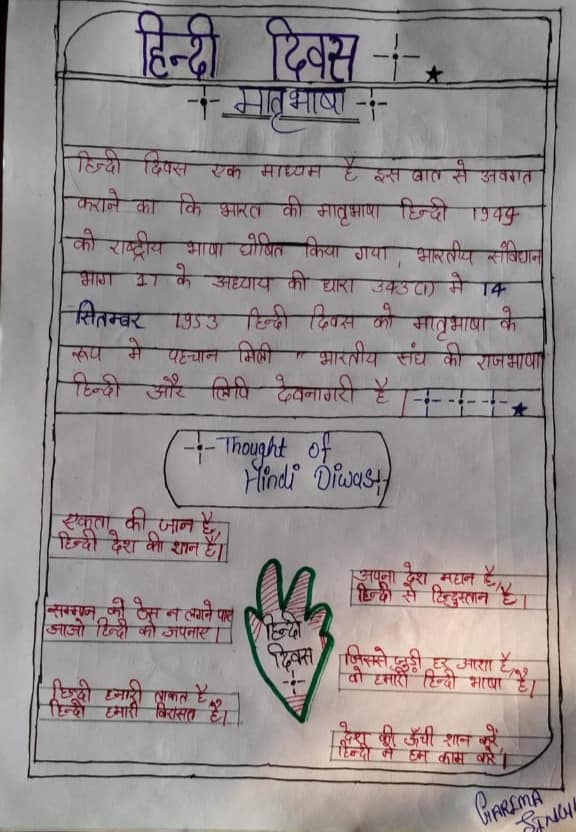 हिन्दी दिवस
मातृभाषा
हिन्दी दिवस एक माध्यम है इस बात से अवगत
कराने का कि भारत की मातृभाषा हिन्दी 1949
को राष्ट्रीय भाषा घोषित किया गया, भारतीय संविधान
भाग 17 के अध्याय की धारा 343(1) में 14
सितम्बर 1953 हिन्दी दिवस को मातृभाषा के
रूप में पहचान मिली " भारतीय संघ की राजभाषा
हिन्दी और लिपि देवनागरी है।
Thought of
Hindi Diwas
एकता की जान है,
हिन्दी देश की शान है।
अपना देश महान है,
हिन्दी से हिन्दुस्तान है।
सम्मान को ठेस न लगने पाए
जाओ हिन्दी को अपनाए।
हिन्दी
दिवस
जिससे जुड़ी हर आशा है,
वो हमारी हिन्दी भाषा है।
हिन्दी हमारी ताकत है
हिन्दी हमारी विरासत है।
देश की ऊँची शान करें
हिन्दी में हम काम करें।
GARIMA
SINGH